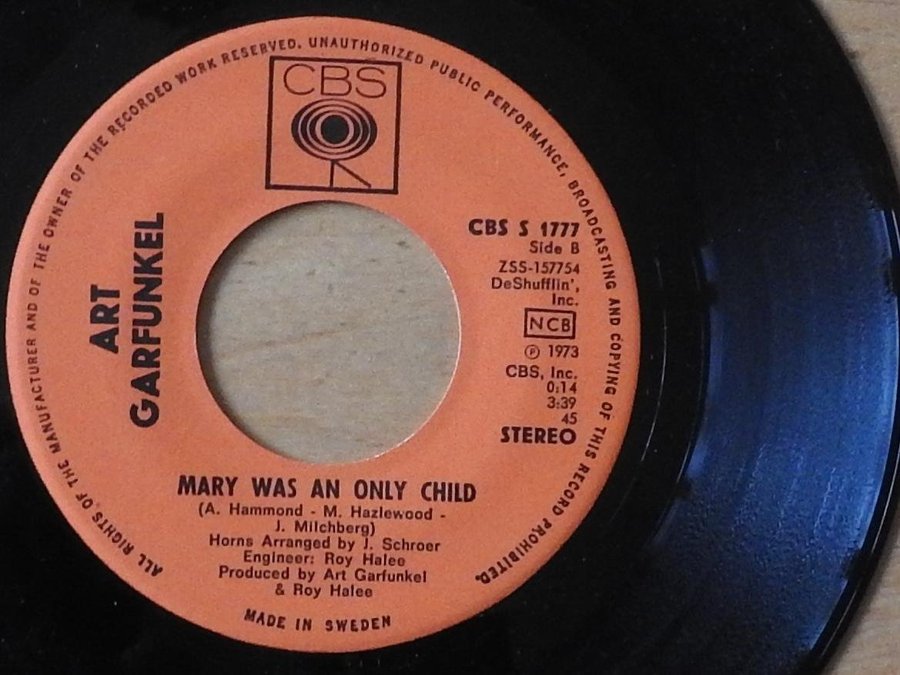 ALL RIGHTS OF THE MANUFACTURER AND OF THE OWNER OF THE RECORDED WORK RESERVED. UNAUTHORIZED PUBLIC PERFORMANCE, BROADCASTING AND COPYING OF THIS RECORD PROHIBITED.
CBS
ART
GARFUNKEL
CBS S 1777
Side B
ZSS-157754
DeShufflin',
Inc.
NCB
℗ 1973
CBS, Inc.
0:14
3:39
45
STEREO
MARY WAS AN ONLY CHILD
(A. Hammond - M. Hazlewood -
J. Milchberg)
Horns Arranged by J. Schroer
Engineer: Roy Halee
Produced by Art Garfunkel
& Roy Halee
MADE IN SWEDEN